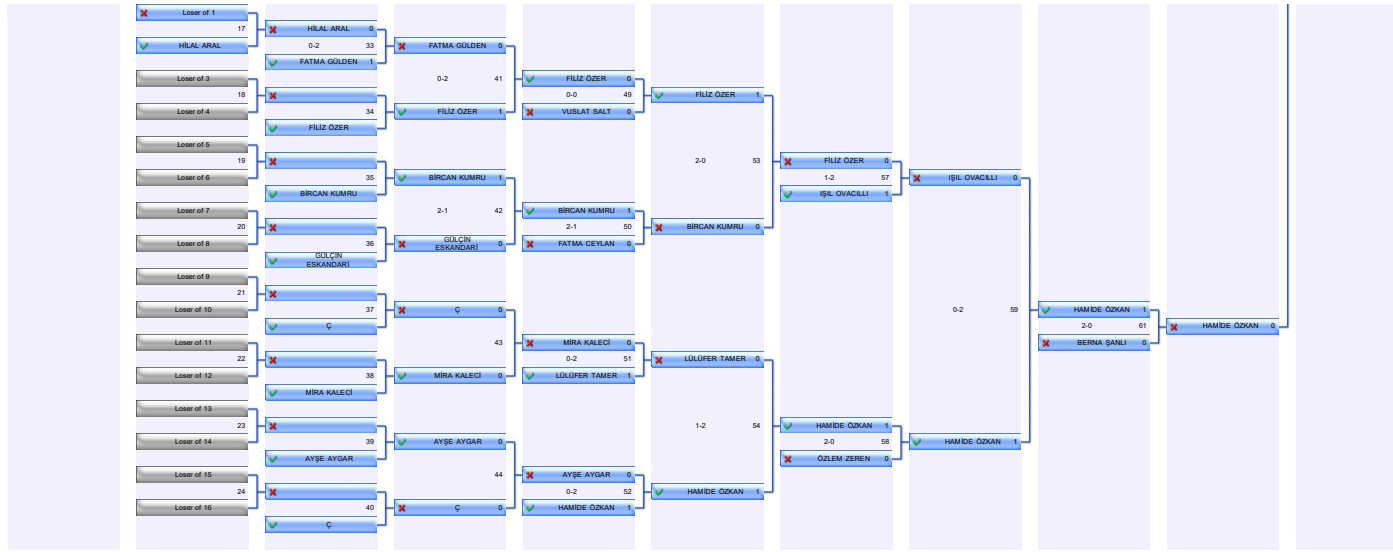 Loser of 1
17
HİLAL ARAL
Loser of 3
18
Loser of 4
Loser of 5
19
Loser of 6
Loser of 7
20
Loser of 8
Loser of 9
21
Loser of 10
Loser of 11
22
Loser of 12
Loser of 13
23
Loser of 14
Loser of 15
24
Loser of 16
HİLAL ARAL 0
0-2 33
FATMA GÜLDEN 1
34
FİLİZ ÖZER
35
BİRCAN KUMRU
36
GÜLÇİN
ESKANDARİ
37
Ç
38
MİRA KALECİ
39
AYŞE AYGAR
40
Ç
FATMA GÜLDEN 0
0-2 41
FİLİZ ÖZER 1
BİRCAN KUMRU 1
2-1 42
GÜLÇİN
ESKANDARİ 0
Ç 0
43
MİRA KALECİ 0
AYŞE AYGAR 0
44
Ç 0
FİLİZ ÖZER 0
0-0 49
VUSLAT SALT 0
BİRCAN KUMRU 1
2-1 50
FATMA CEYLAN 0
MİRA KALECİ 0
0-2 51
LÜLÜFER TAMER 1
AYŞE AYGAR 0
0-2 52
HAMİDE ÖZKAN 1
FİLİZ ÖZER 1
2-0 53
BİRCAN KUMRU 0
LÜLÜFER TAMER 0
1-2 54
HAMİDE ÖZKAN 1
FİLİZ ÖZER 0
1-2 57
IŞIL OVACILLI 1
HAMİDE ÖZKAN 1
2-0 58
ÖZLEM ZEREN 0
IŞIL OVACILLI 0
0-2 59
HAMİDE ÖZKAN 1
HAMİDE ÖZKAN 1
2-0 61
BERNA ŞANLI 0
HAMİDE ÖZKAN 0